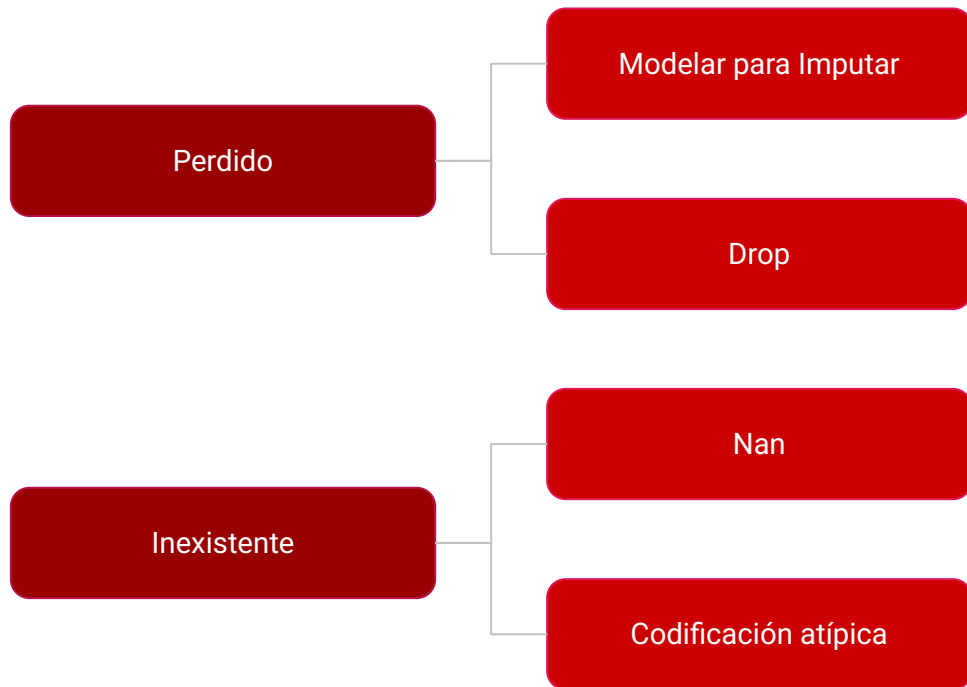 Modelar para Imputar
Perdido
Drop
Nan
Inexistente
Codificación atípica